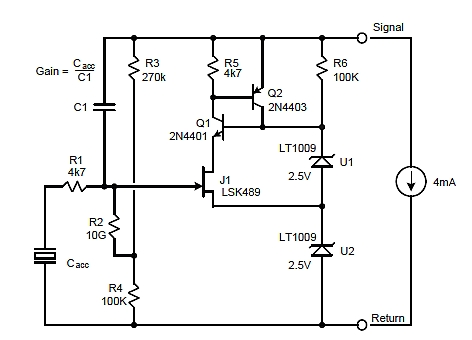 Signal
Gain = Cacc
C1
R3
270k
R5
4k7
R6
100K
Q2
2N4403
C1
Q1
2N4401
LT1009
U1
2.5V
R1
4k7
J1
LSK489
4mA
R2
10G
LT1009
U2
2.5V
Cacc
R4
100K
Return